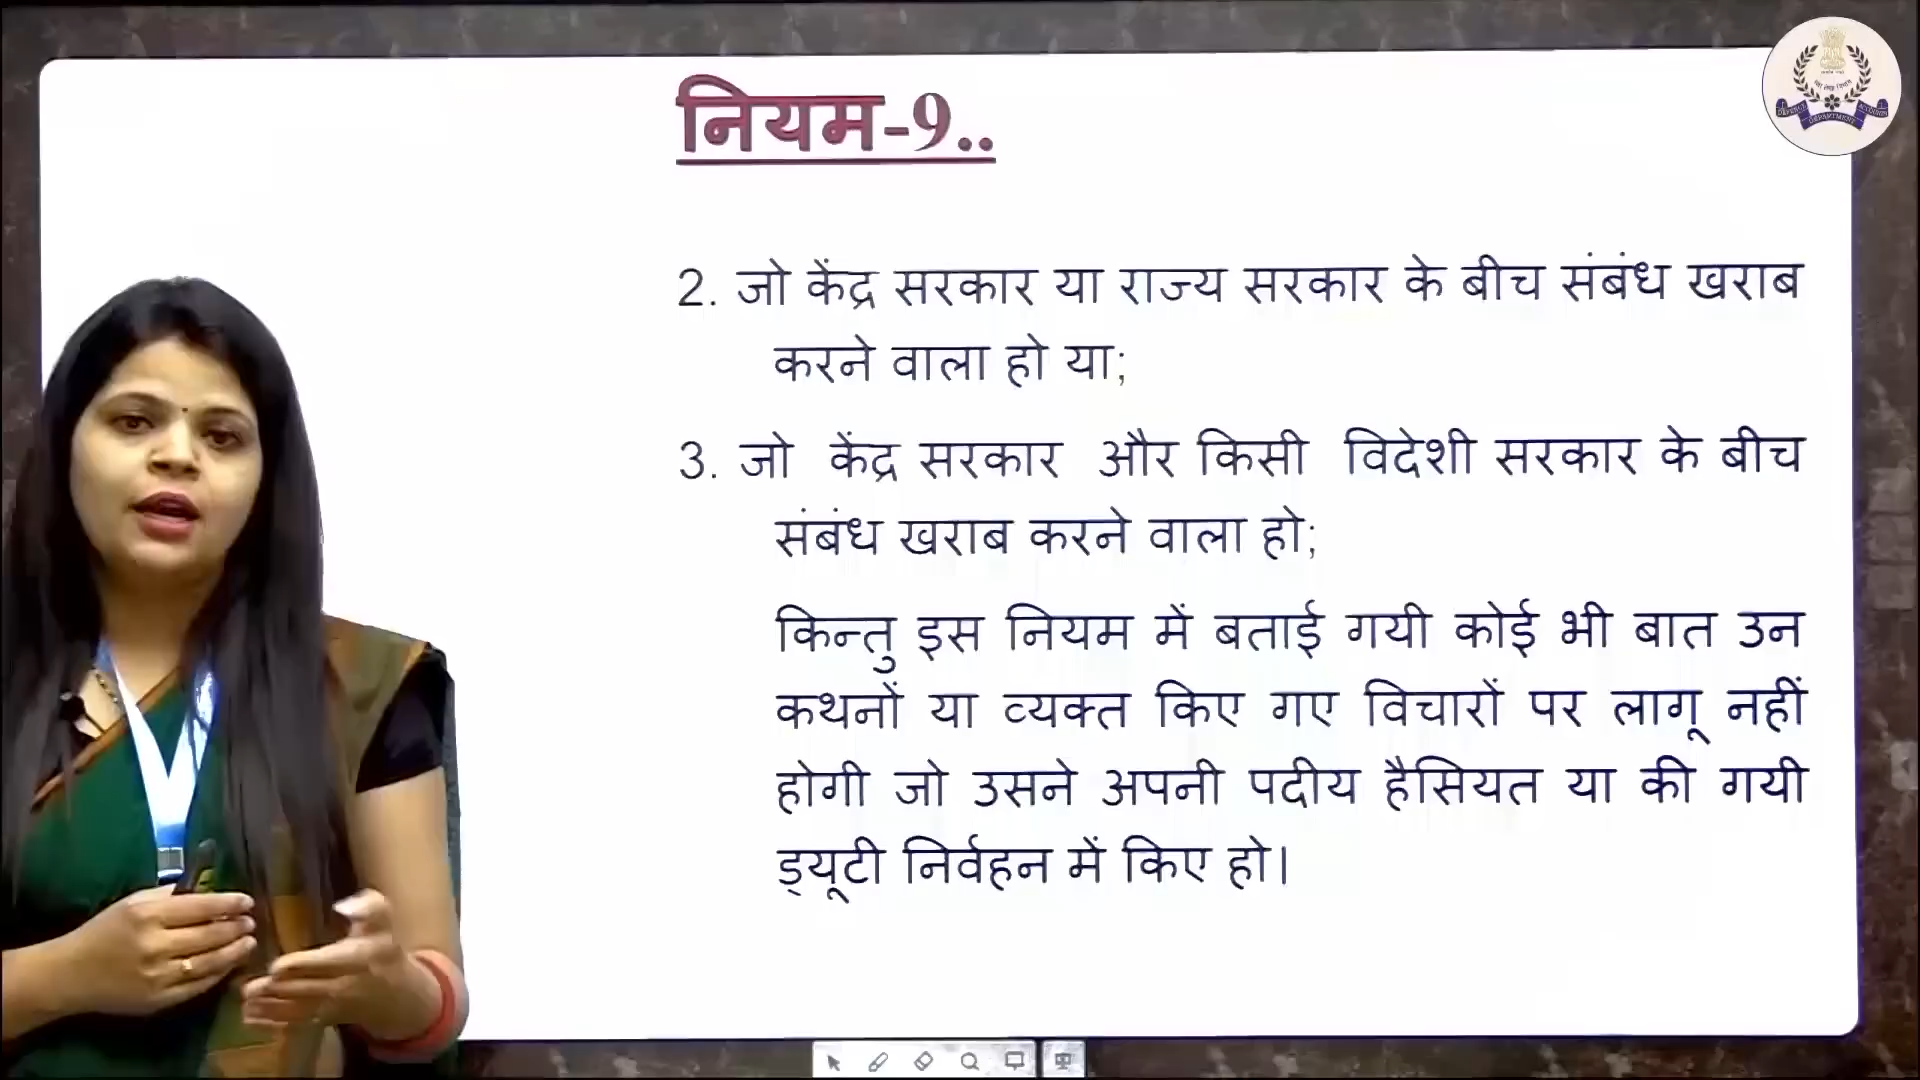 नियम-9..
2. जो केंद्र सरकार या राज्य सरकार के बीच संबंध खराब
करने वाला हो या;
3. जो केंद्र सरकार और किसी विदेशी सरकार के बीच
संबंध खराब करने वाला हो;
किन्तु इस नियम में बताई गयी कोई भी बात उन
कथनों या व्यक्त किए गए विचारों पर लागू नहीं
होगी जो उसने अपनी पदीय हैसियत या की गयी
ड्यूटी निर्वहन में किए हो।
DEPARTMENT